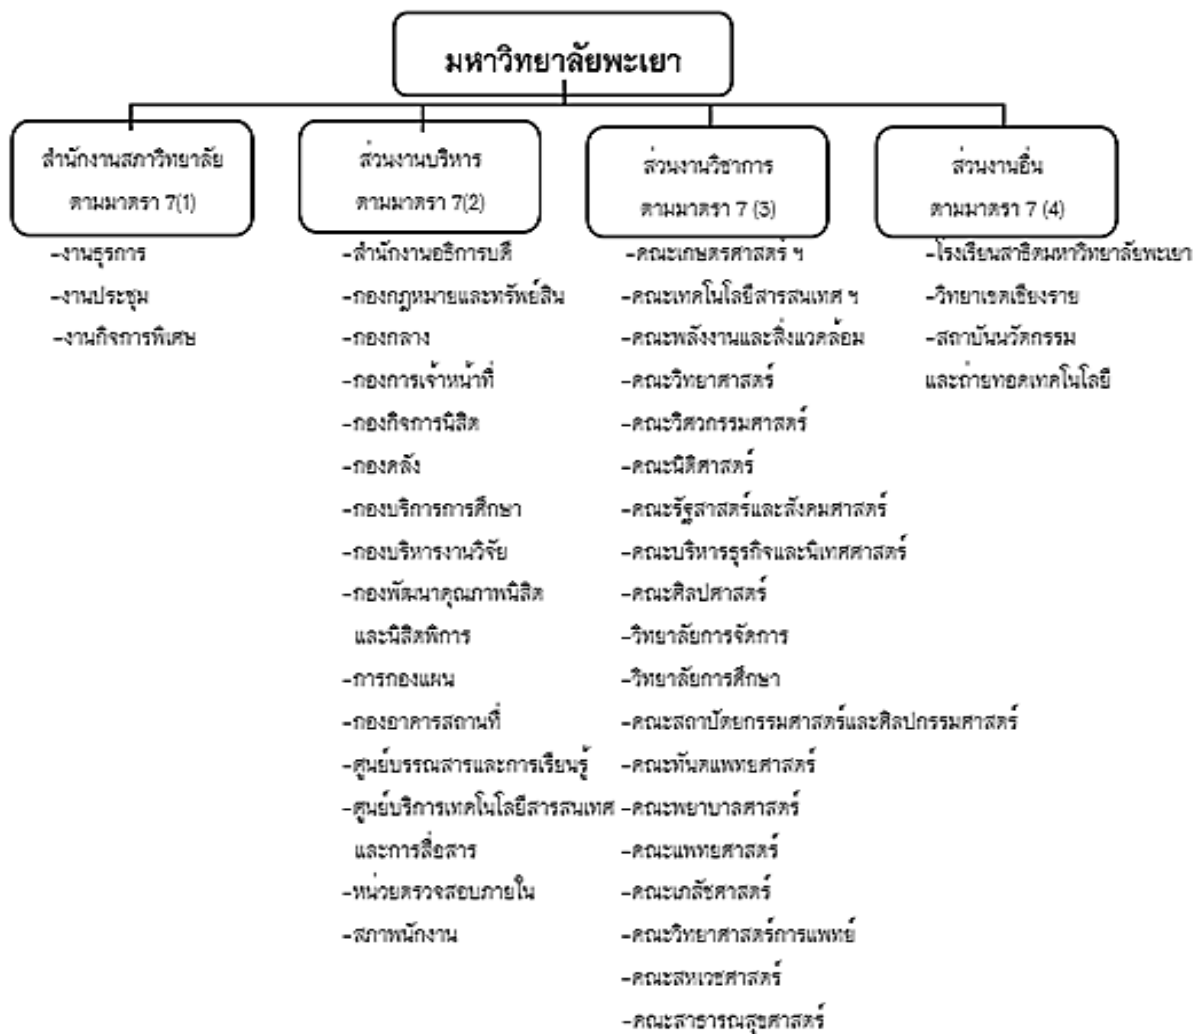 มหาวิทยาลัยพะเยา
สำนักงานสภาวิทยาลัย
ตามมาตรา 7(1)
-งานธุรการ
-งานประชุม
-งานกิจการพิเศษ
ส่วนงานบริหาร
ตามมาตรา 7(2)
-สำนักงานอธิการบดี
-กองกฎหมายและทรัพย์สิน
-กองกลาง
-กองการเจ้าหน้าที่
-กองกิจการนิสิต
-กองคลัง
-กองบริการการศึกษา
-กองบริหารงานวิจัย
-กองพัฒนาคุณภาพนิสิต
และนิสิตพิการ
-การกองแผน
-กองอาคารสถานที่
-ศูนย์บรรณสารและการเรียนรู้
-ศูนย์บริการเทคโนโลยีสารสนเทศ
และการสื่อสาร
-หน่วยตรวจสอบภายใน
-สภาพนักงาน
ส่วนงานวิชาการ
ตามมาตรา 7 (3)
-คณะเกษตรศาสตร์ ฯ
-คณะเทคโนโลยีสารสนเทศ ฯ
-คณะพลังงานและสิ่งแวดล้อม
-คณะวิทยาศาสตร์
-คณะวิศวกรรมศาสตร์
-คณะนิติศาสตร์
-คณะรัฐสาสตร์และสังคมศาสตร์
-คณะบริหารธุรกิจและนิเทศศาสตร์
-คณะศิลปศาสตร์
-วิทยาลัยการจัดการ
-วิทยาลัยการศึกษา
-คณะสถาปัตยกรรมศาสตร์และศิลปกรรมศาสตร์
-คณะทันตแพทยศาสตร์
-คณะพยาบาลศาสตร์
-คณะแพทยศาสตร์
-คณะเภสัชศาสตร์
-คณะวิทยาศาสตร์การแพทย์
-คณะสหเวชศาสตร์
-คณะสาธารณสุขศาสตร์
ส่วนงานอื่น
ตามมาตรา 7 (4)
-โรงเรียนสาธิตมหาวิทยาลัยพะเยา
-วิทยาเขตเชียงราย
-สถาบันนวัตกรรม
และถ่ายทอดเทคโนโลยี